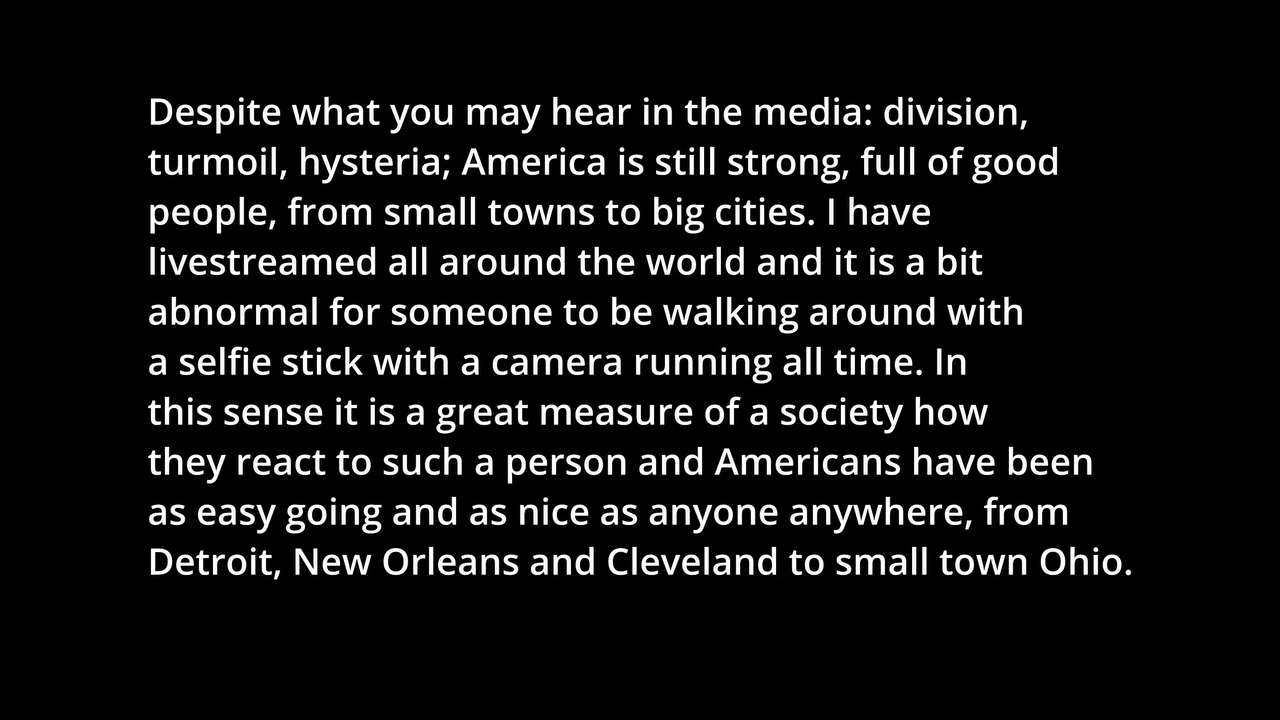 Despite what you may hear in the media: division,
turmoil, hysteria; America is still strong, full of good
people, from small towns to big cities. I have
livestreamed all around the world and it is a bit
abnormal for someone to be walking around with
a selfie stick with a camera running all time. In
this sense it is a great measure of a society how
they react to such a person and Americans have been
as easy going and as nice as anyone anywhere, from
Detroit, New Orleans and Cleveland to small town Ohio.